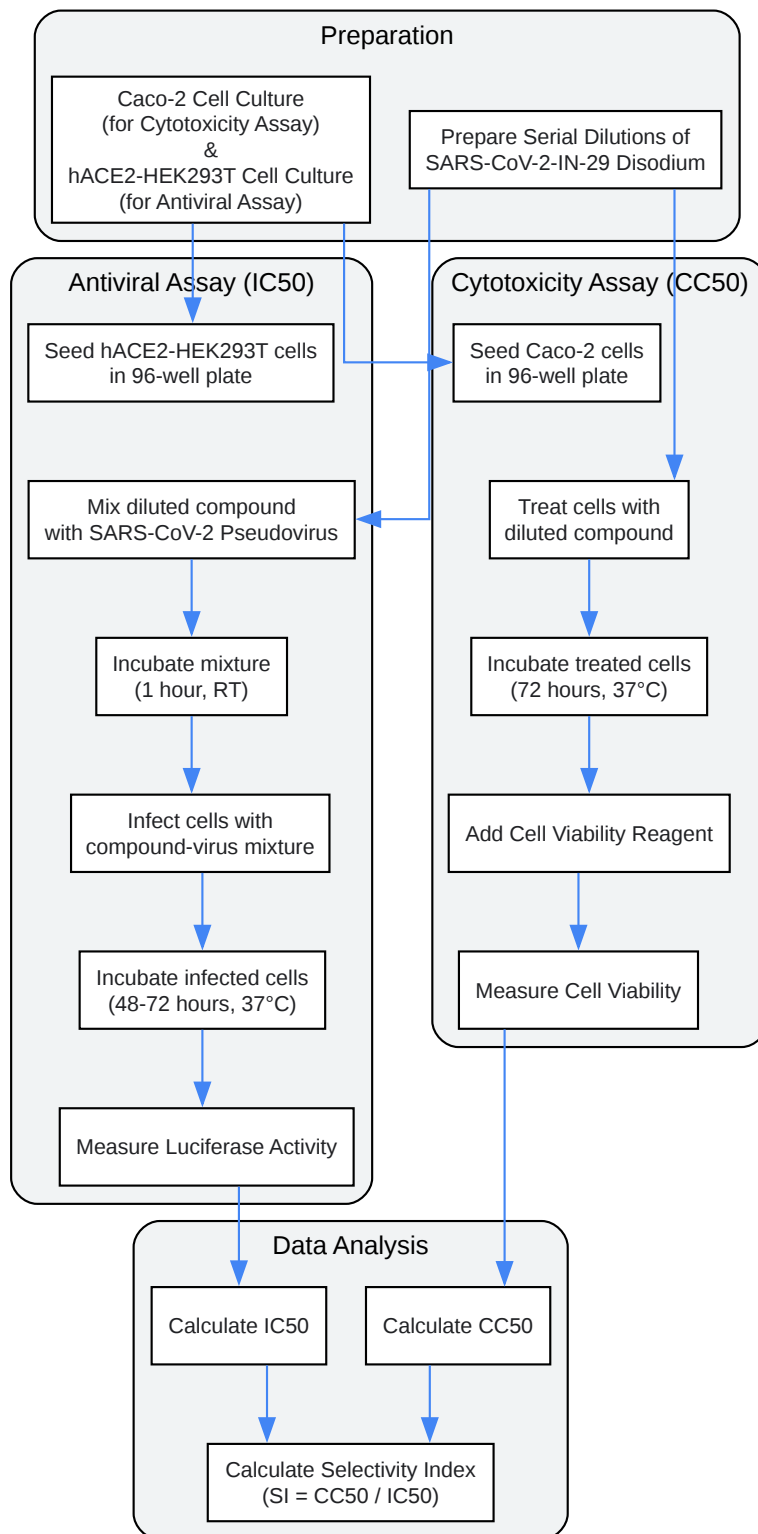 Preparation
Caco-2 Cell Culture
(for Cytotoxicity Assay)
&
hACE2-HEK293T Cell Culture
(for Antiviral Assay)
Prepare Serial Dilutions of
SARS-CoV-2-IN-29 Disodium
Antiviral Assay (IC50)
Seed hACE2-HEK293T cells
in 96-well plate
Mix diluted compound
with SARS-CoV-2 Pseudovirus
Incubate mixture
(1 hour, RT)
Infect cells with
compound-virus mixture
Incubate infected cells
(48-72 hours, 37°C)
Measure Luciferase Activity
Cytotoxicity Assay (CC50)
Seed Caco-2 cells
in 96-well plate
Treat cells with
diluted compound
Incubate treated cells
(72 hours, 37°C)
Add Cell Viability Reagent
Measure Cell Viability
Data Analysis
Calculate IC50
Calculate CC50
Calculate Selectivity Index
(SI = CC50 / IC50)